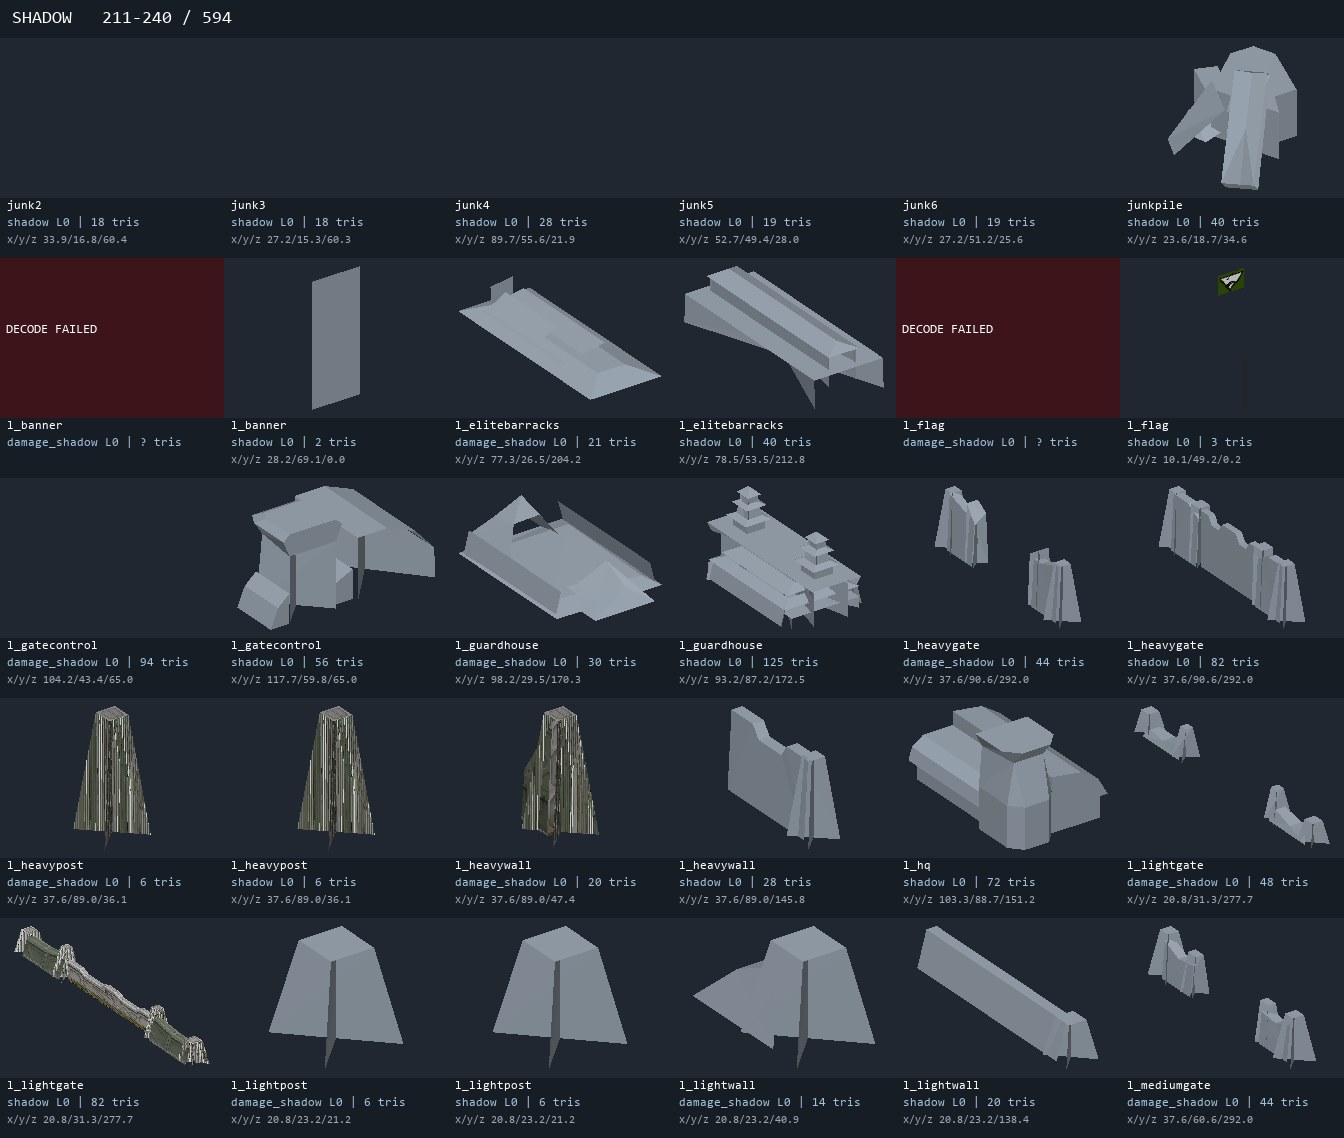 SHADOW 211-240 / 594
junk2 junk3 junk4 junk5 junk6 junkpile
shadow L0 | 18 tris shadow L0 | 18 tris shadow L0 | 28 tris shadow L0 | 19 tris shadow L0 | 19 tris shadow L0 | 40 tris
x/y/z 33.9/16.8/60.4 x/y/z 27.2/15.3/60.3 x/y/z 89.7/55.6/21.9 x/y/z 52.7/49.4/28.0 x/y/z 27.2/51.2/25.6 x/y/z 23.6/18.7/34.6
DECODE FAILED DECODE FAILED
l_banner l_banner l_elitebarracks l_elitebarracks l_flag l_flag
damage_shadow L0 | ? tris shadow L0 | 2 tris damage_shadow L0 | 21 tris shadow L0 | 40 tris damage_shadow L0 | ? tris shadow L0 | 3 tris
x/y/z 28.2/69.1/0.0 x/y/z 77.3/26.5/204.2 x/y/z 78.5/53.5/212.8 x/y/z 10.1/49.2/0.2
l_gatecontrol l_gatecontrol l_guardhouse l_guardhouse l_heavygate l_heavygate
damage_shadow L0 | 94 tris shadow L0 | 56 tris damage_shadow L0 | 30 tris shadow L0 | 125 tris damage_shadow L0 | 44 tris shadow L0 | 82 tris
x/y/z 104.2/43.4/65.0 x/y/z 117.7/59.8/65.0 x/y/z 98.2/29.5/170.3 x/y/z 93.2/87.2/172.5 x/y/z 37.6/90.6/292.0 x/y/z 37.6/90.6/292.0
l_heavypost l_heavypost l_heavywall l_heavywall l_hq l_lightgate
damage_shadow L0 | 6 tris shadow L0 | 6 tris damage_shadow L0 | 20 tris shadow L0 | 28 tris shadow L0 | 72 tris damage_shadow L0 | 48 tris
x/y/z 37.6/89.0/36.1 x/y/z 37.6/89.0/36.1 x/y/z 37.6/89.0/47.4 x/y/z 37.6/89.0/145.8 x/y/z 103.3/88.7/151.2 x/y/z 20.8/31.3/277.7
l_lightgate l_lightpost l_lightpost l_lightwall l_lightwall l_mediumgate
shadow L0 | 82 tris damage_shadow L0 | 6 tris shadow L0 | 6 tris damage_shadow L0 | 14 tris shadow L0 | 20 tris damage_shadow L0 | 44 tris
x/y/z 20.8/31.3/277.7 x/y/z 20.8/23.2/21.2 x/y/z 20.8/23.2/21.2 x/y/z 20.8/23.2/40.9 x/y/z 20.8/23.2/138.4 x/y/z 37.6/60.6/292.0